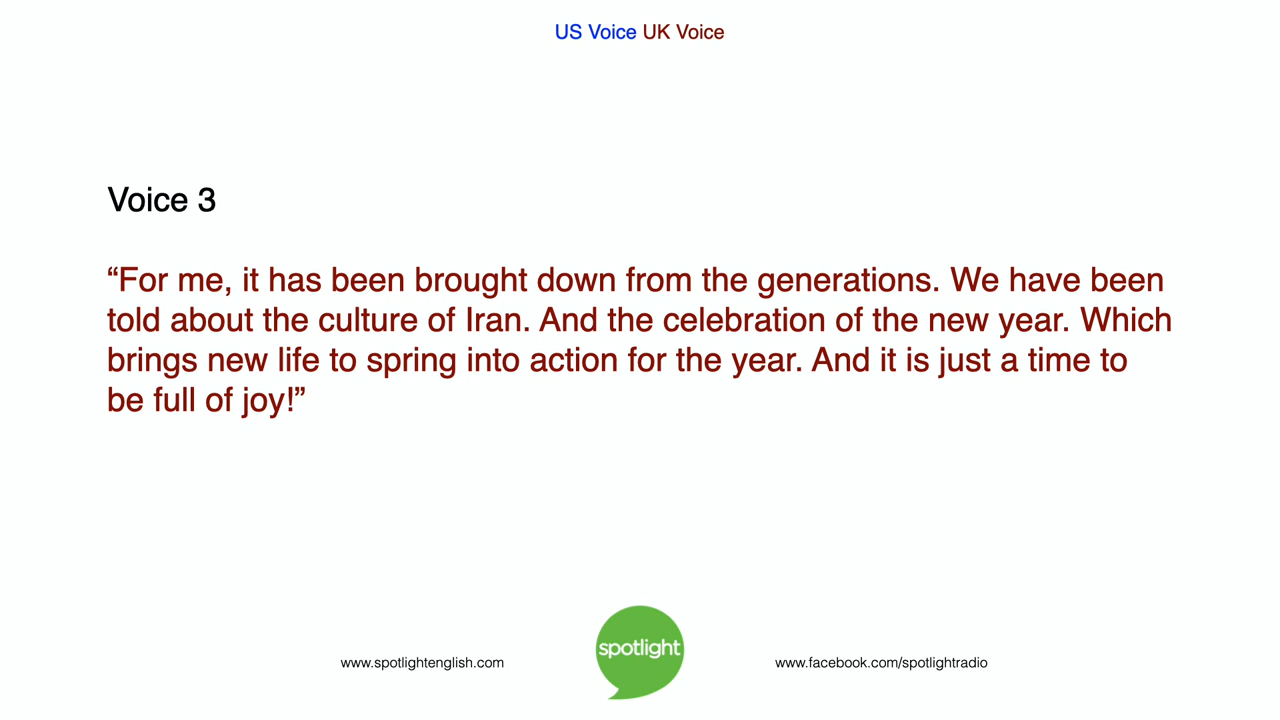 US Voice UK Voice
Voice 3
“For me, it has been brought down from the generations. We have been
told about the culture of Iran. And the celebration of the new year. Which
brings new life to spring into action for the year. And it is just a time to
be full of joy!”
www.spotlightenglish.com
spotlight
www.facebook.com/spotlightradio